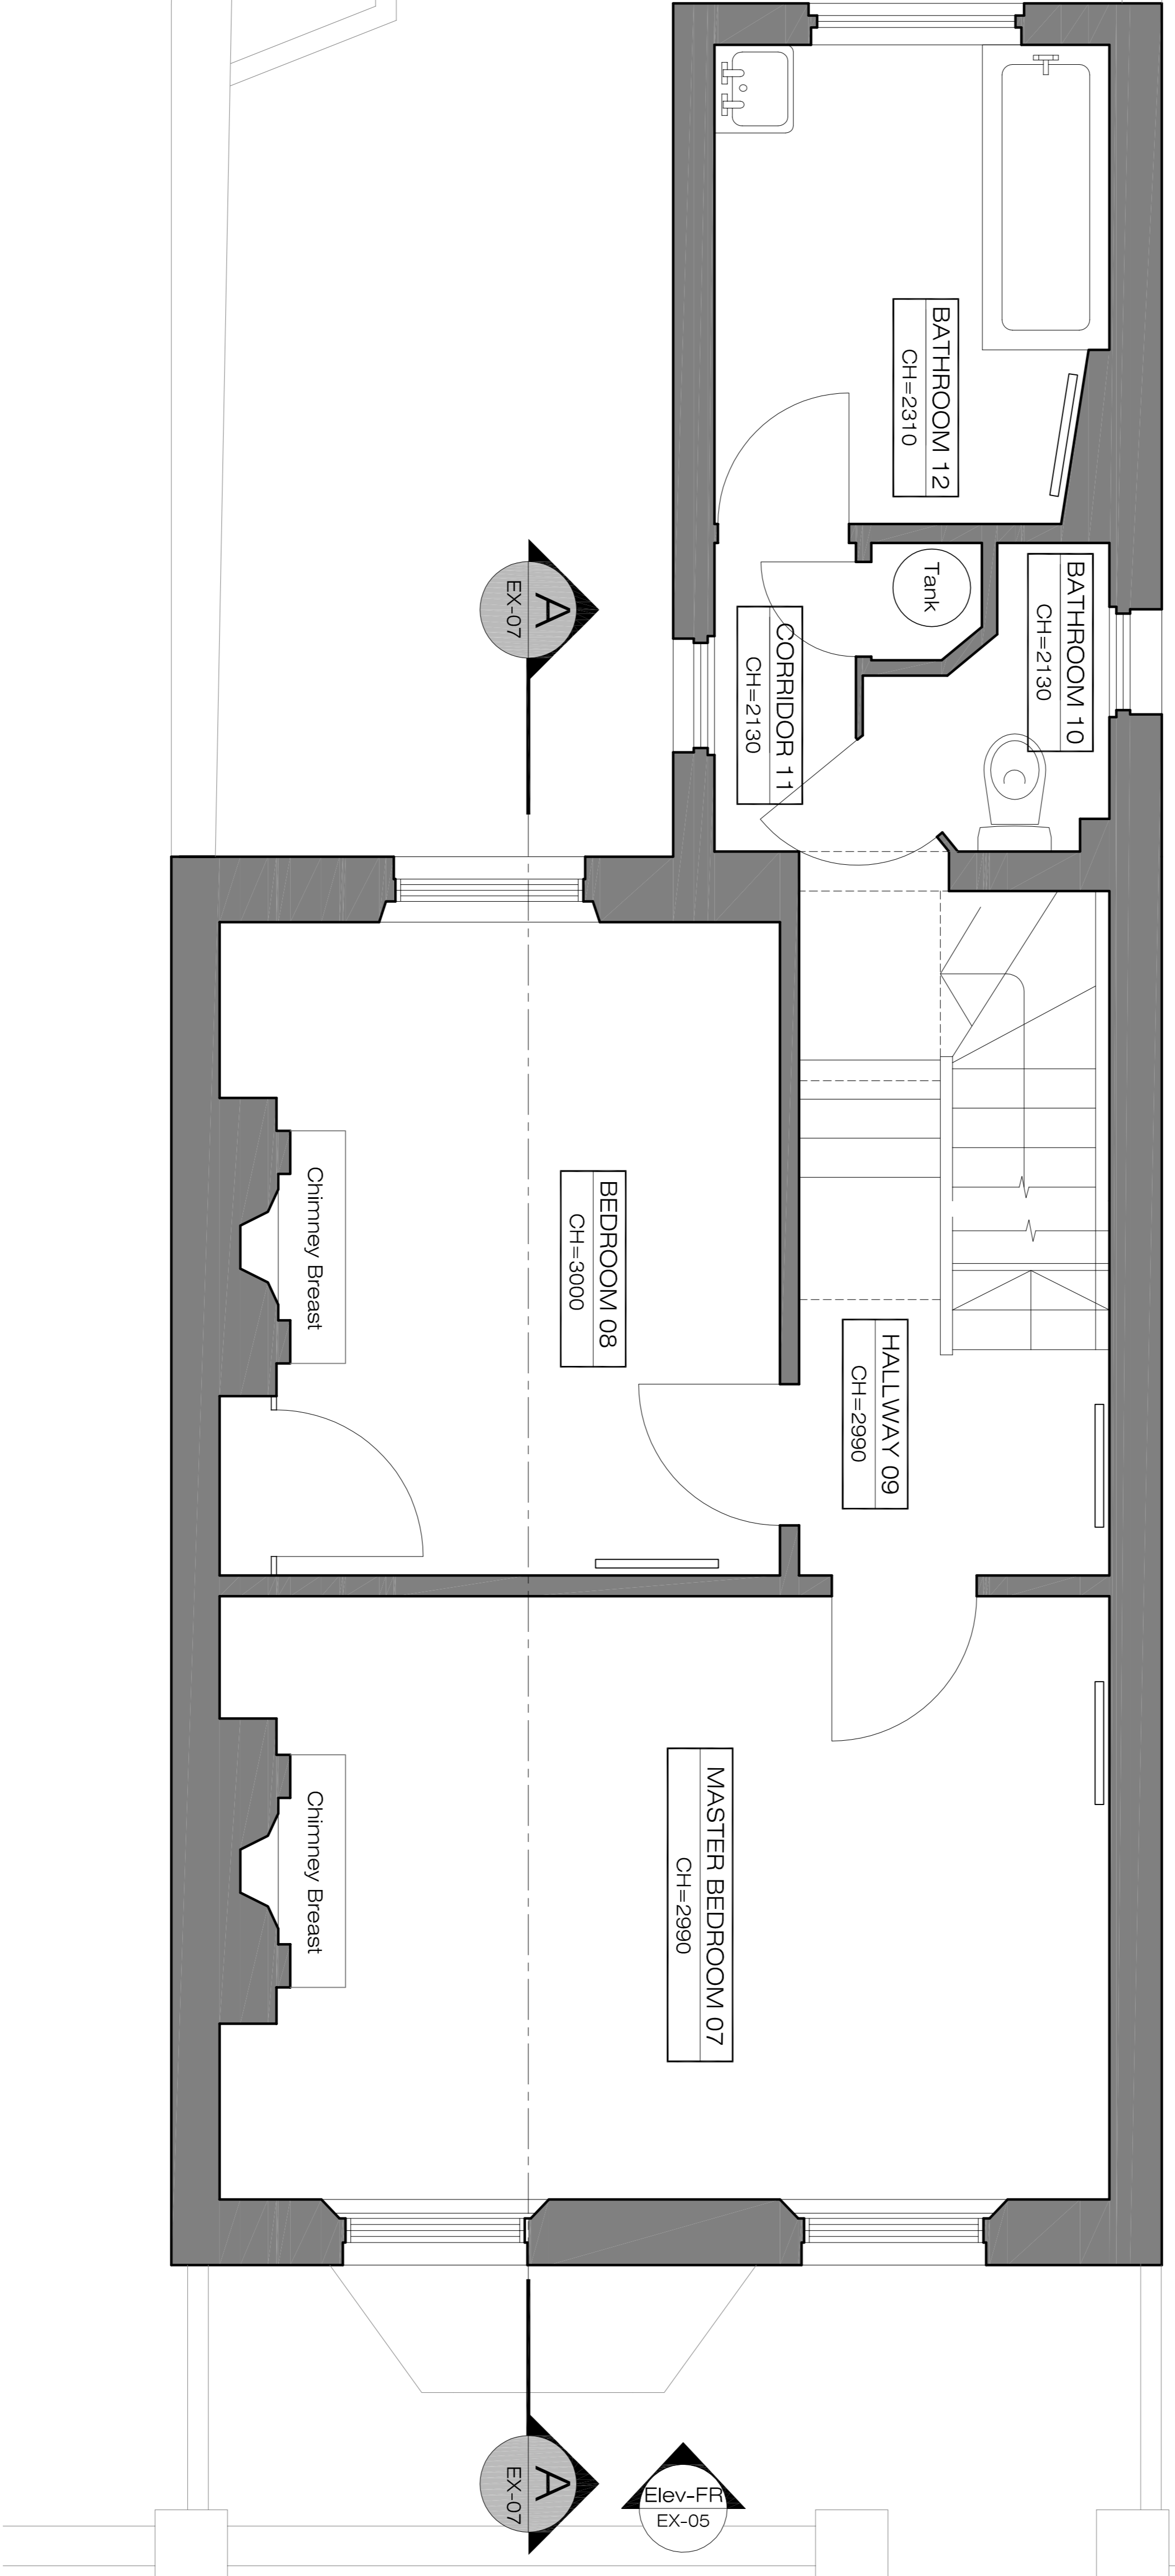 BATHROOM 12
CH=2310
Tank
BATHROOM 10
CH=2130
CORRIDOR 11
CH=2130
A
EX-07
Chimney Breast
BEDROOM 08
CH=3000
HALLWAY 09
CH=2990
Chimney Breast
MASTER BEDROOM 07
CH=2990
A
EX-07
Elev-FR
EX-05